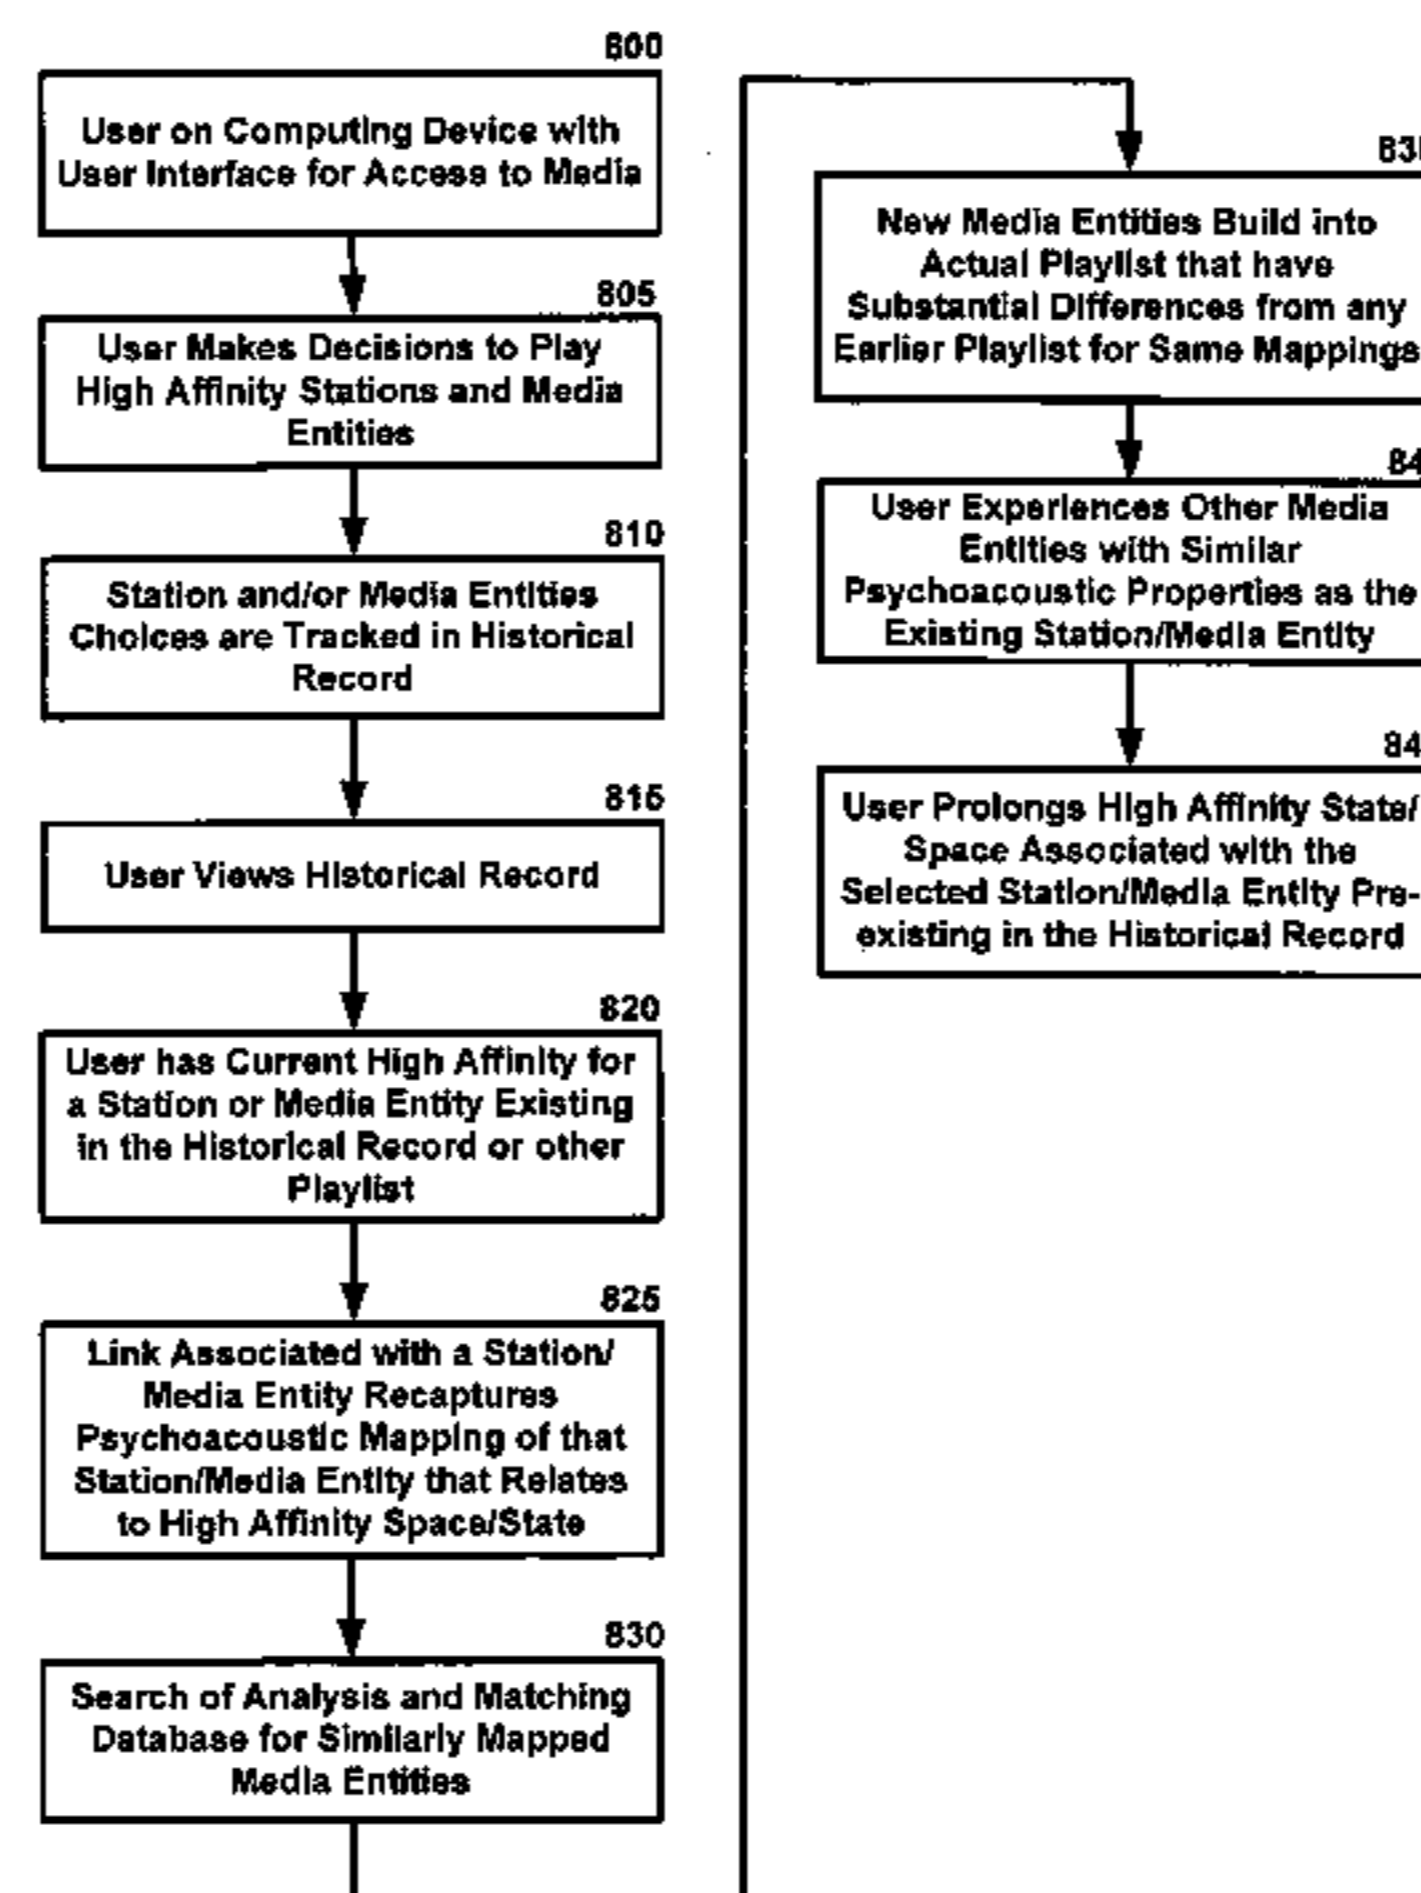 800
User on Computing Device with
User Interface for Access to Media
805
User Makes Decisions to Play
High Affinity Stations and Media
Entities
810
Station and/or Media Entities
Choices are Tracked in Historical
Record
815
User Views Historical Record
820
User has Current High Affinity for
a Station or Media Entity Existing
in the Historical Record or other
Playlist
825
Link Associated with a Station/
Media Entity Recaptures
Psychoacoustic Mapping of that
Station/Media Entity that Relates
to High Affinity Space/State
830
Search of Analysis and Matching
Database for Similarly Mapped
Media Entities
New Media Entities Build into
Actual Playlist that have
Substantial Differences from any
Earlier Playlist for Same Mappings
User Experiences Other Media
Entities with Similar
Psychoacoustic Properties as the
Existing Station/Media Entity
User Prolongs High Affinity State/
Space Associated with the
Selected Station/Media Entity Pre-
existing in the Historical Record